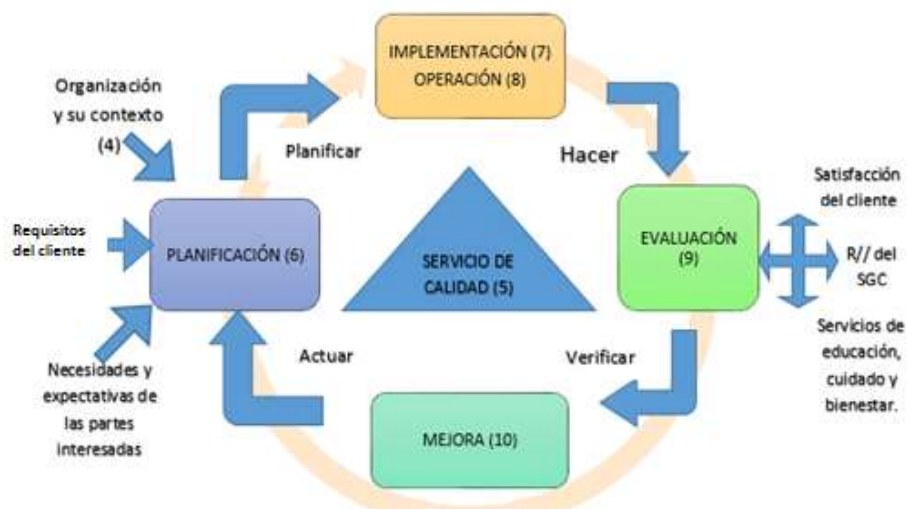 IMPLEMENTACIÓN (7)
OPERACIÓN (8)
Organización
y su contexto
(4)
Planificar
Hacer
Satisfacción
del cliente
Requisitos
del cliente
PLANIFICACIÓN (6)
SERVICIO DE
CALIDAD (5)
EVALUACIÓN
(9)
R// del
SGC
Necesidades y
expectativas de
las partes
interesadas
Actuar
Verificar
Servicios de
educación,
cuidado y
bienestar.
MEJORA (10)